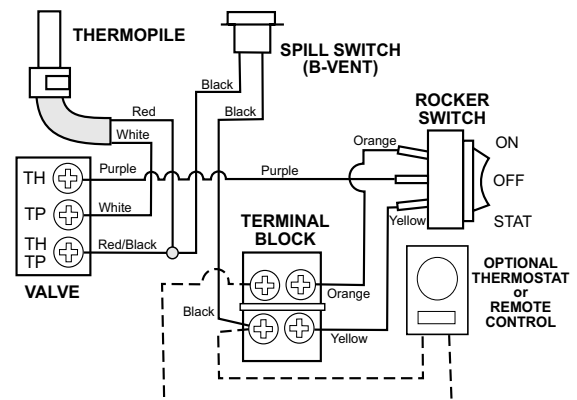 THERMOPILE
SPILL SWITCH
(B-VENT)
Black
Black
Red
White
ROCKER
SWITCH
Orange
ON
OFF
STAT
TH
Purple
Purple
TP
White
TH
TP
Red/Black
Yellow
VALVE
TERMINAL
BLOCK
Orange
Black
Yellow
OPTIONAL
THERMOSTAT
or
REMOTE
CONTROL